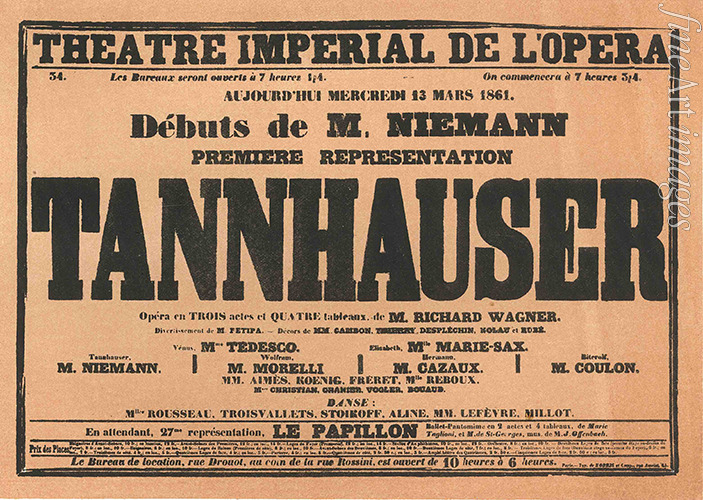 THEATRE IMPERIAL DE L'OPERA
34. Les Bureaux seront ouverts à 7 heures 1/4. On commencera à 7 heures 3/4.
AUJOURD'HUI MERCREDI 13 MARS 1861.
Débuts de M. NIEMANN
PREMIERE REPRESENTATION
TANNHAUSER
Opéra en TROIS actes et QUATRE tableaux, de M. RICHARD WAGNER.
Divertissement de M. PETIPA. — Décors de MM. CAMBON, THIERRY, DESPLÉCHIN, NOLAU et RUBÉ.
Vénus, Mme TEDESCO. Elisabeth, Mlle MARIE-SAX.
Tannhauser, Wolfram, Hermann, Biterolf,
M. NIEMANN. M. MORELLI M. CAZAUX. M. COULON.
MM. AIMÈS, KOENIG, FRÉRET, Mlle REBOUX.
Mmes CHRISTIAN, GRANIER, VOGLER, ROUAUD.
DANSE :
Mlles ROUSSEAU, TROISVALLETS, STOIKOFF, ALINE, MM. LEFÈVRE, MILLOT.
En attendant, 27me représentation, LE PAPILLON Ballet-Pantomime en 2 actes et 4 tableaux, de Marie
Taglioni, et M. de St-Georges, mus. de M. J. Offenbach.
Prix des Places:
Le Bureau de location, rue Drouot, au coin de la rue Rossini, est ouvert de 10 heures à 6 heures.
fine Art images